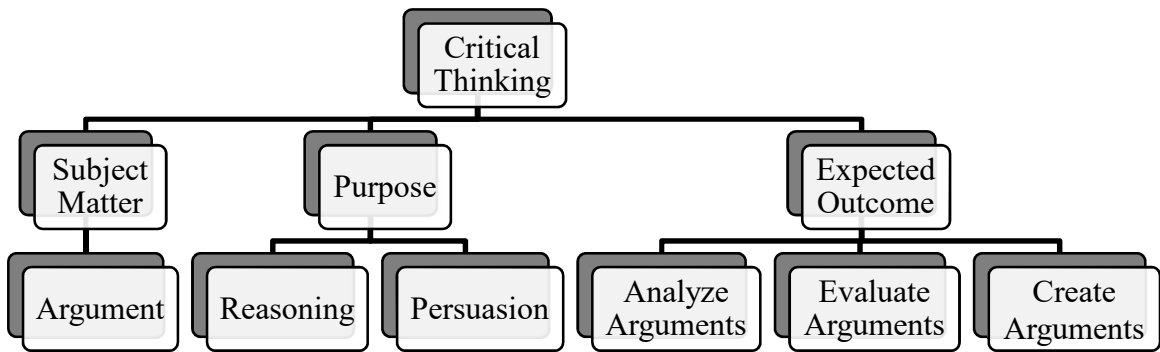 Critical
Thinking
Subject
Matter
Purpose
Expected
Outcome
Argument
Reasoning
Persuasion
Analyze
Arguments
Evaluate
Arguments
Create
Arguments